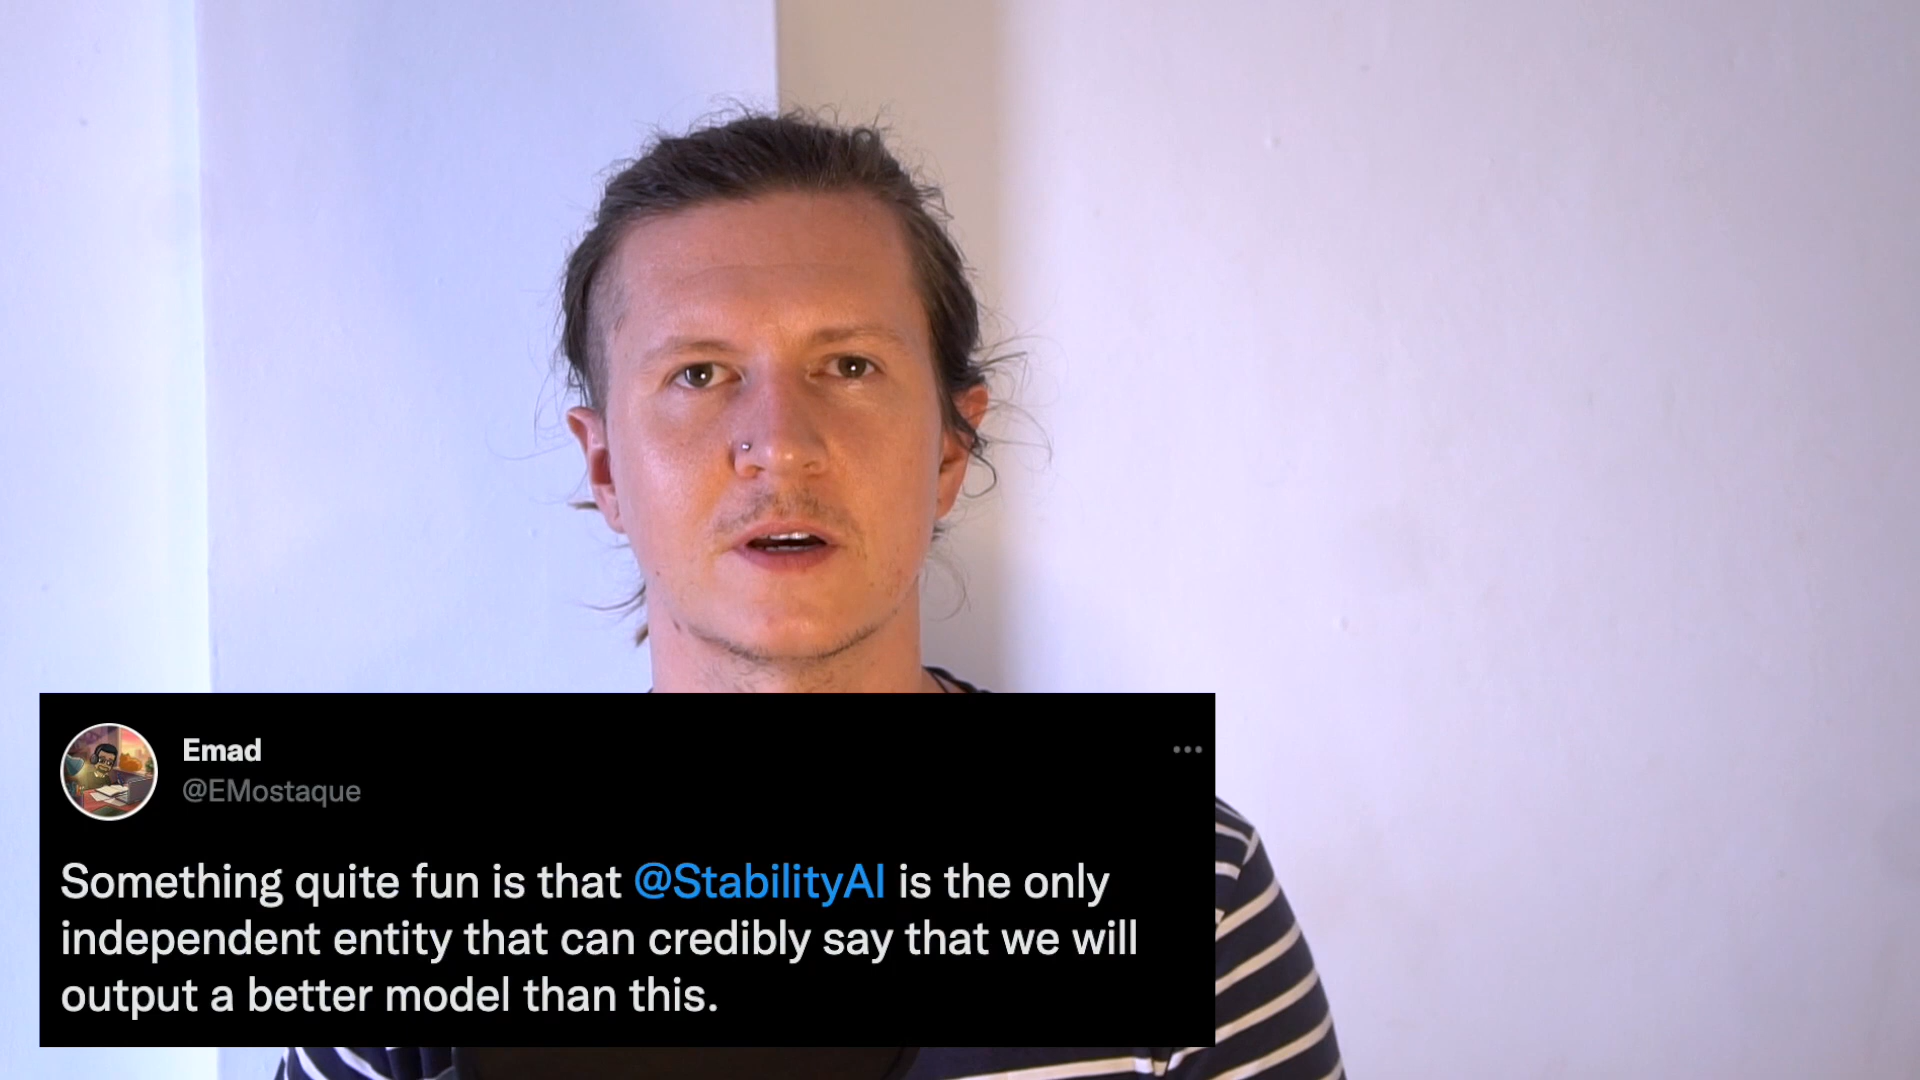 Emad
@EMostaque
Something quite fun is that @StabilityAI is the only
independent entity that can credibly say that we will
output a better model than this.